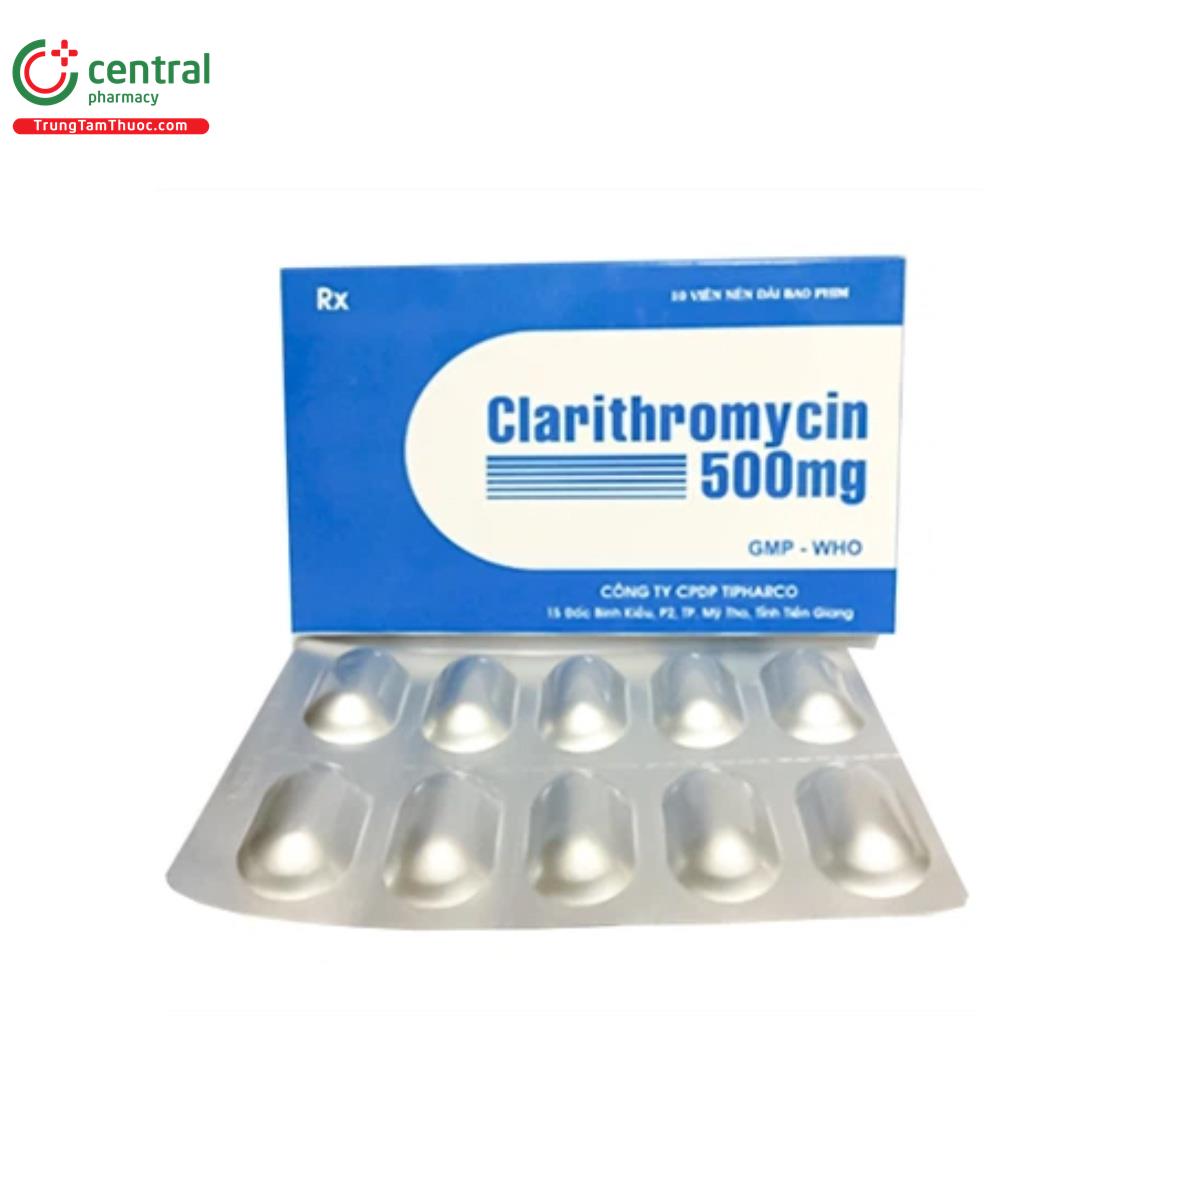 central
pharmacy
TrungTamThuoc.com
Rx
10 VIÊN NÉN DÀI BAO PHIM
Clarithromycin
500mg
GMP - WHO
CÔNG TY CPDP TIPHARCO
15 Đốc Binh Kiều, P2, TP. Mỹ Tho, Tỉnh Tiền Giang